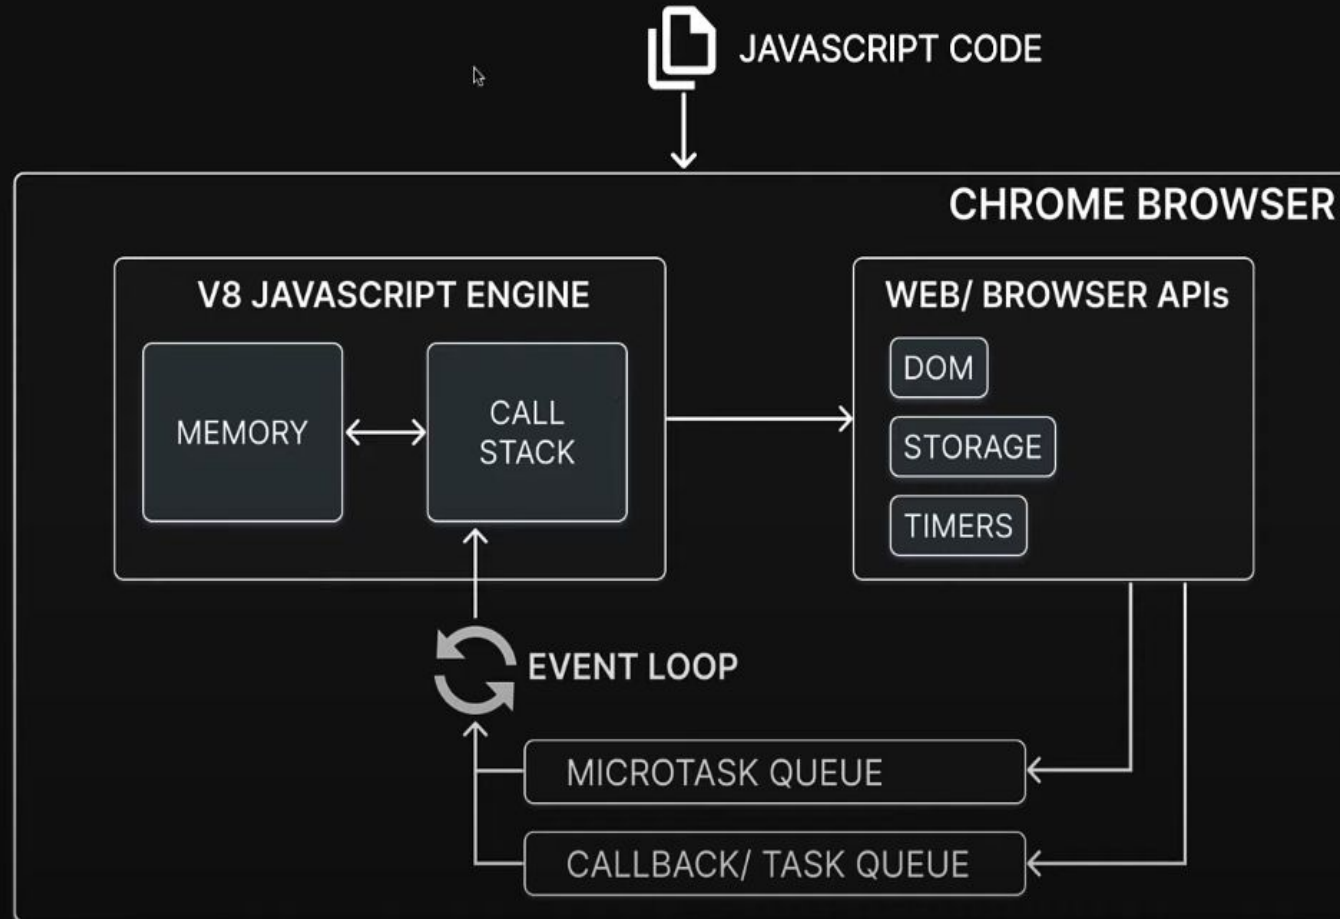 JAVASCRIPT CODE
CHROME BROWSER
V8 JAVASCRIPT ENGINE
MEMORY
CALL
STACK
WEB/ BROWSER APIs
DOM
STORAGE
TIMERS
EVENT LOOP
MICROTASK QUEUE
CALLBACK/ TASK QUEUE